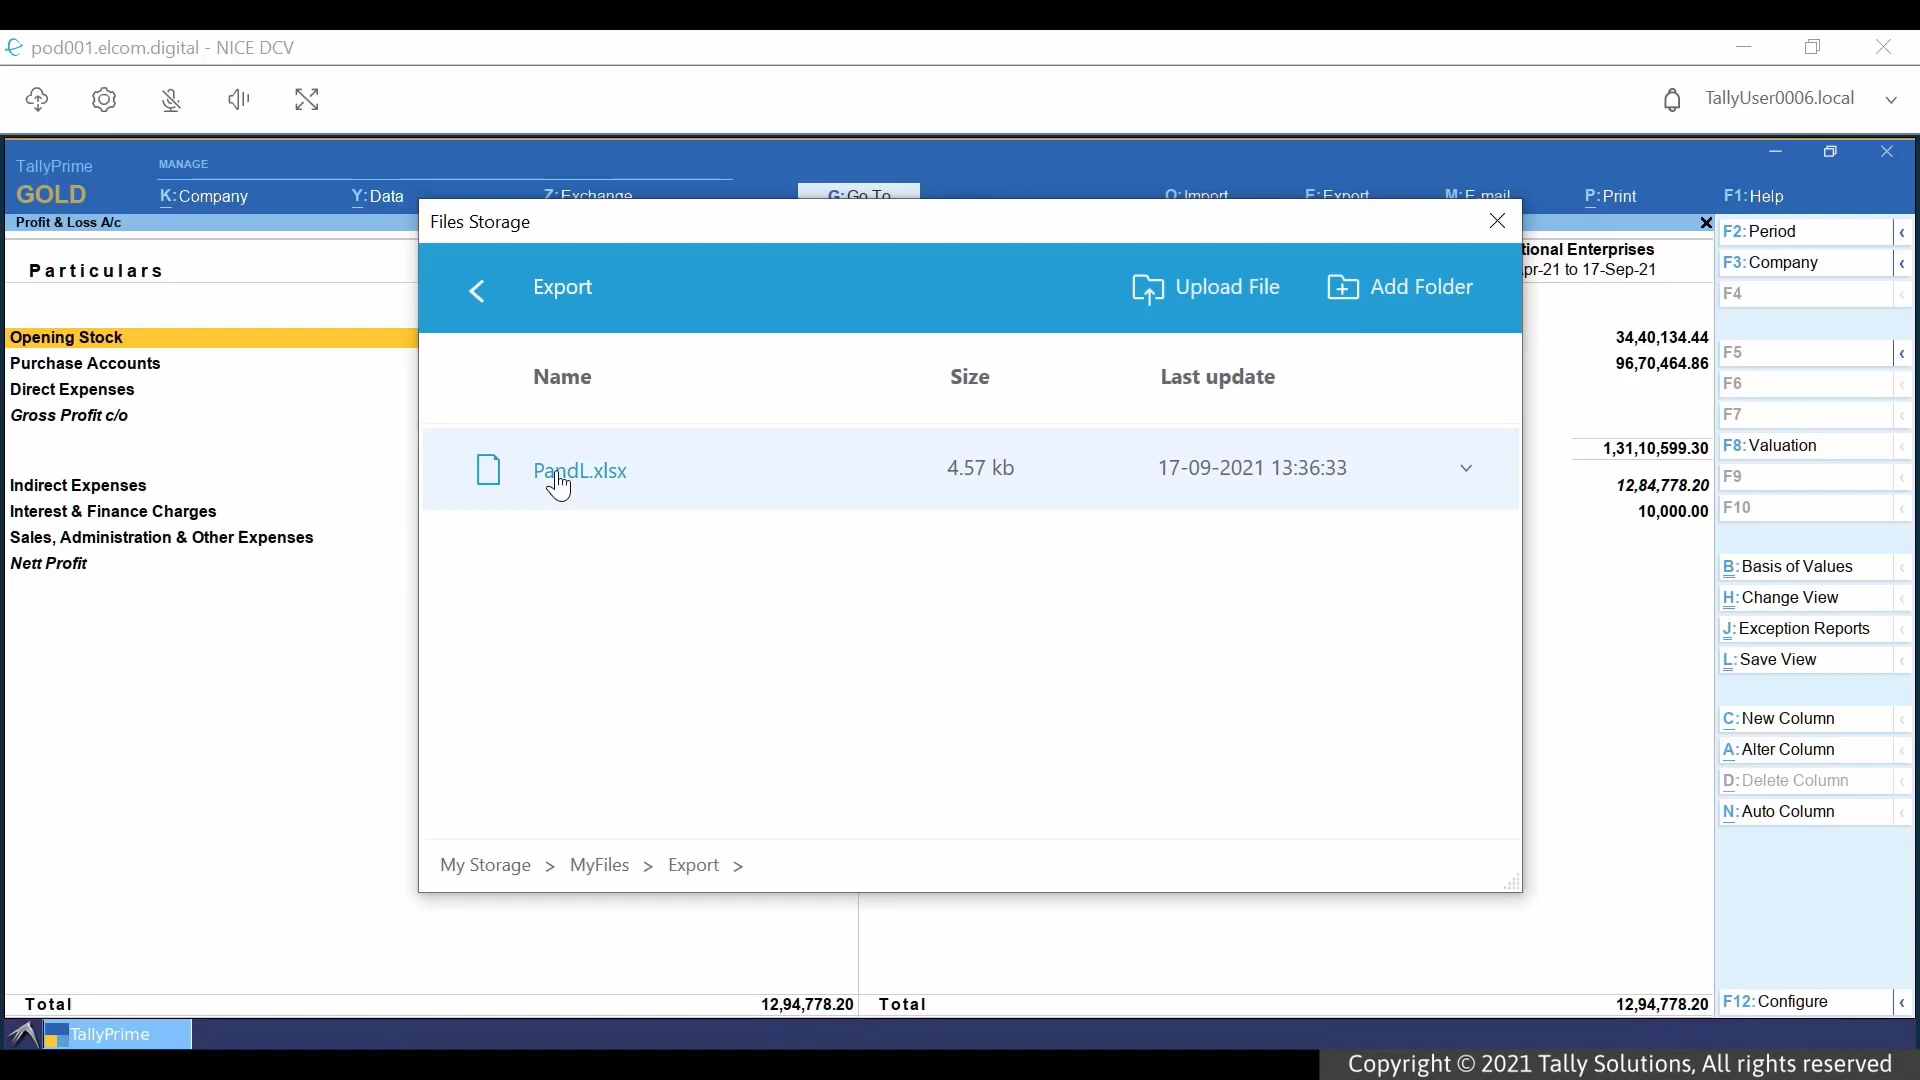 pod001.elcom.digital - NICE DCV
TallyUser0006.local
TallyPrime
MANAGE
GOLD
K: Company
Y: Data
Z: Exchange
G: Go To
O: Import
E: Export
M: E-mail
P: Print
F1: Help
Profit & Loss A/c
Files Storage
F2: Period
Particulars
tional Enterprises
pr-21 to 17-Sep-21
F3: Company
Export
Upload File
Add Folder
F4
Opening Stock
34,40,134.44
F5
Purchase Accounts
96,70,464.86
Name
Size
Last update
F6
Direct Expenses
Gross Profit c/o
F7
1,31,10,599.30
F8: Valuation
PandL.xlsx
4.57 kb
17-09-2021 13:36:33
F9
Indirect Expenses
12,84,778.20
Interest & Finance Charges
10,000.00
F10
Sales, Administration & Other Expenses
Nett Profit
B: Basis of Values
H: Change View
J: Exception Reports
L: Save View
C: New Column
A: Alter Column
D: Delete Column
N: Auto Column
My Storage > MyFiles > Export >
Total
12,94,778.20
Total
12,94,778.20
F12: Configure
TallyPrime
Copyright © 2021 Tally Solutions, All rights reserved